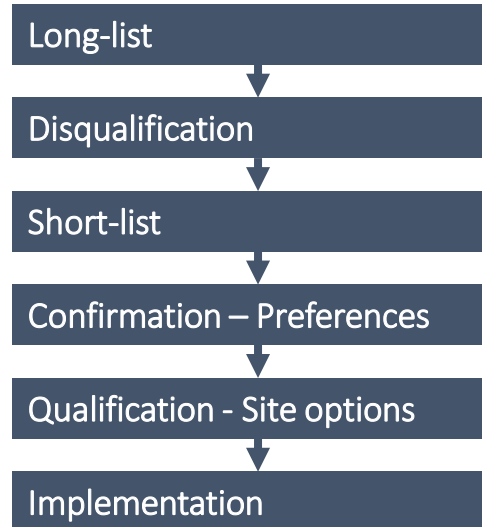 Long-list
Disqualification
Short-list
Confirmation – Preferences
Qualification - Site options
Implementation